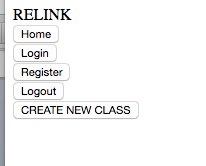 RELINK
Home
Login
Register
Logout
CREATE NEW CLASS